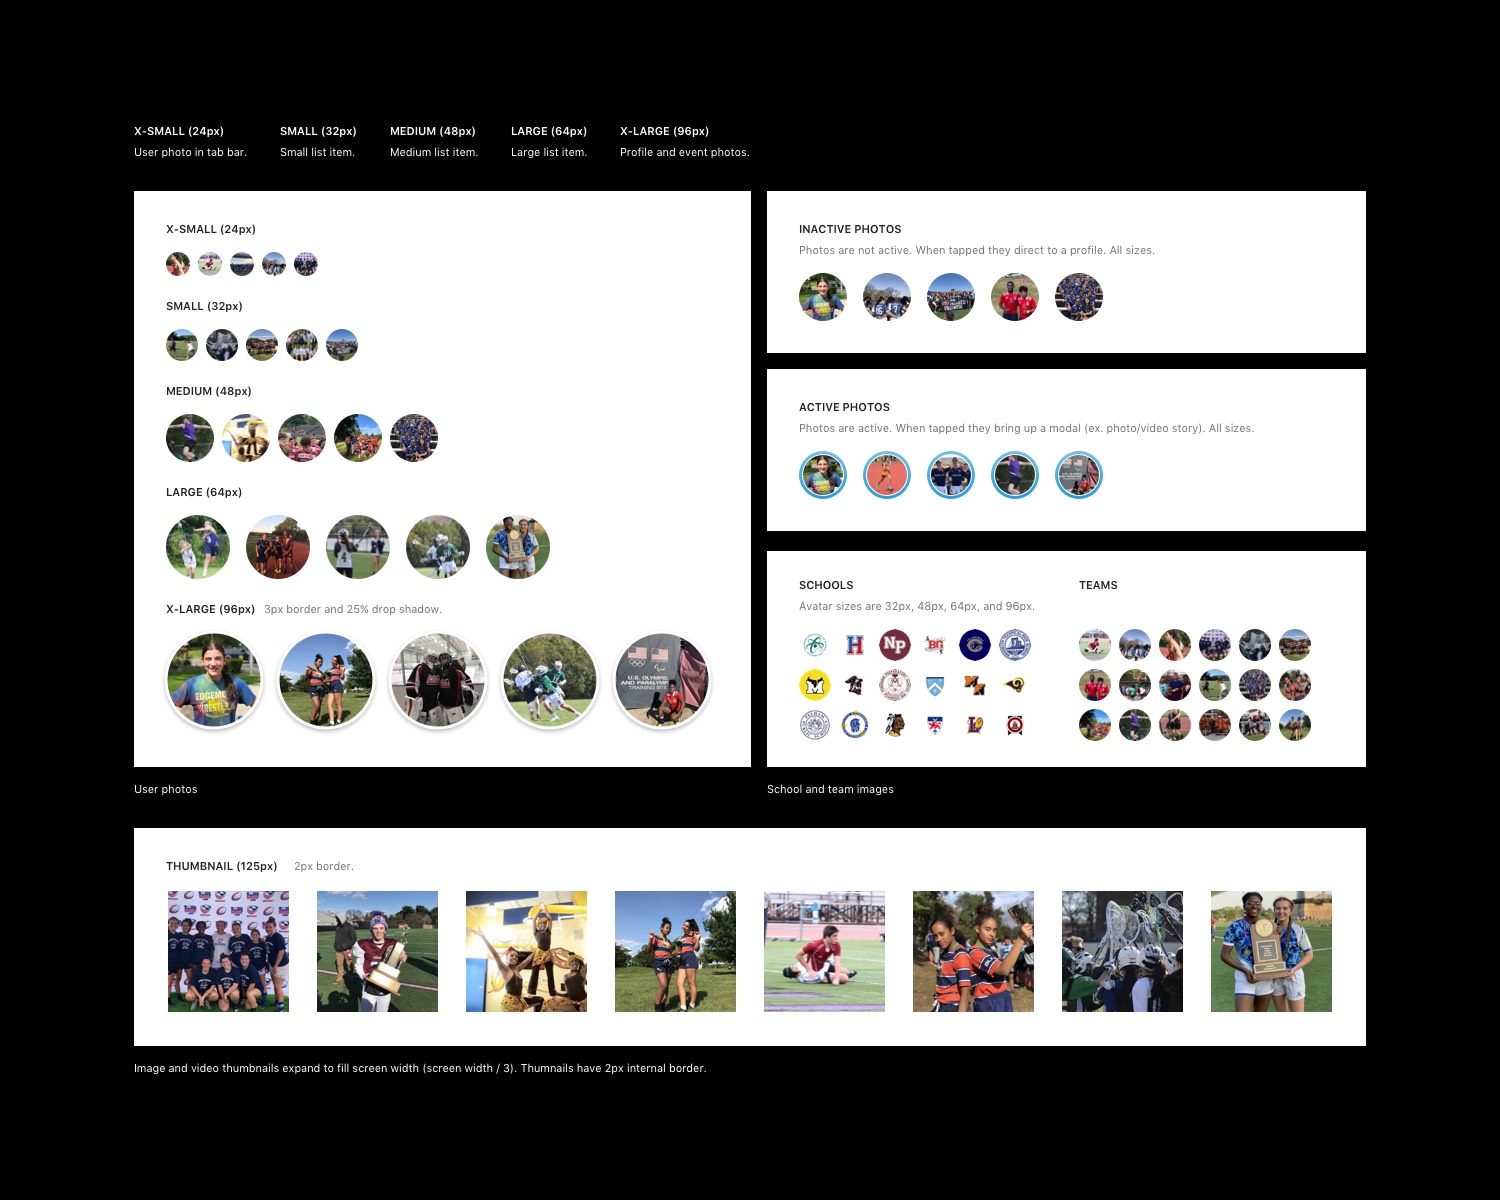 X-SMALL (24px)
User photo in tab bar.
SMALL (32px)
Small list item.
MEDIUM (48px)
Medium list item.
LARGE (64px)
Large list item.
X-LARGE (96px)
Profile and event photos.
X-SMALL (24px)
SMALL (32px)
MEDIUM (48px)
LARGE (64px)
4
X-LARGE (96px) 3px border and 25% drop shadow.
EDGEMO
WRESTLE
U.S. OLYMPIC
AND PARALYMPIC
TRAINING SITE
User photos
INACTIVE PHOTOS
Photos are not active. When tapped they direct to a profile. All sizes.
ACTIVE PHOTOS
Photos are active. When tapped they bring up a modal (ex. photo/video story). All sizes.
SCHOOLS
Avatar sizes are 32px, 48px, 64px, and 96px.
H
NP
BG
M
L
TEAMS
School and team images
THUMBNAIL (125px) 2px border.
Image and video thumbnails expand to fill screen width (screen width / 3). Thumnails have 2px internal border.